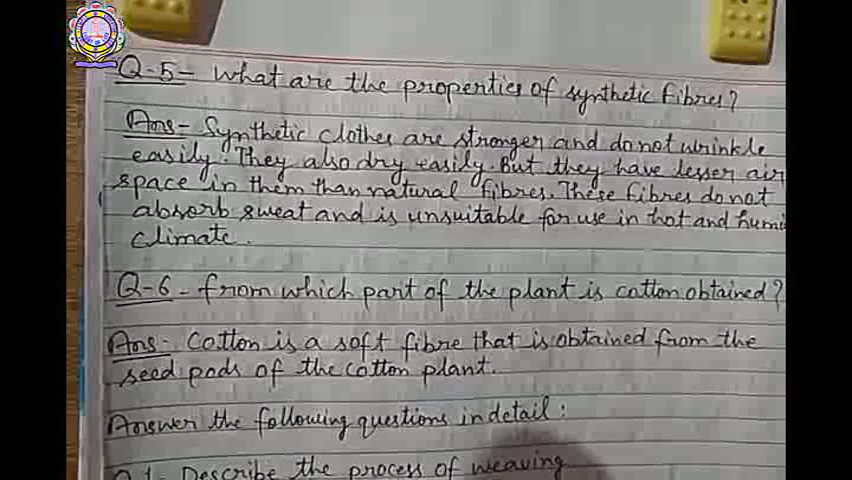 Q-5- What are the properties of synthetic fibres?
Ans- Synthetic clothes are stronger and do not wrinkle
easily. They also dry easily. But they have lesser air
space in them than natural fibres. These fibres do not
absorb sweat and is unsuitable for use in hot and humi
climate.
Q-6- From which part of the plant is cotton obtained?
Ans- Cotton is a soft fibre that is obtained from the
seed pods of the cotton plant.
Answer the following questions in detail:
Q.1. Describe the process of weaving